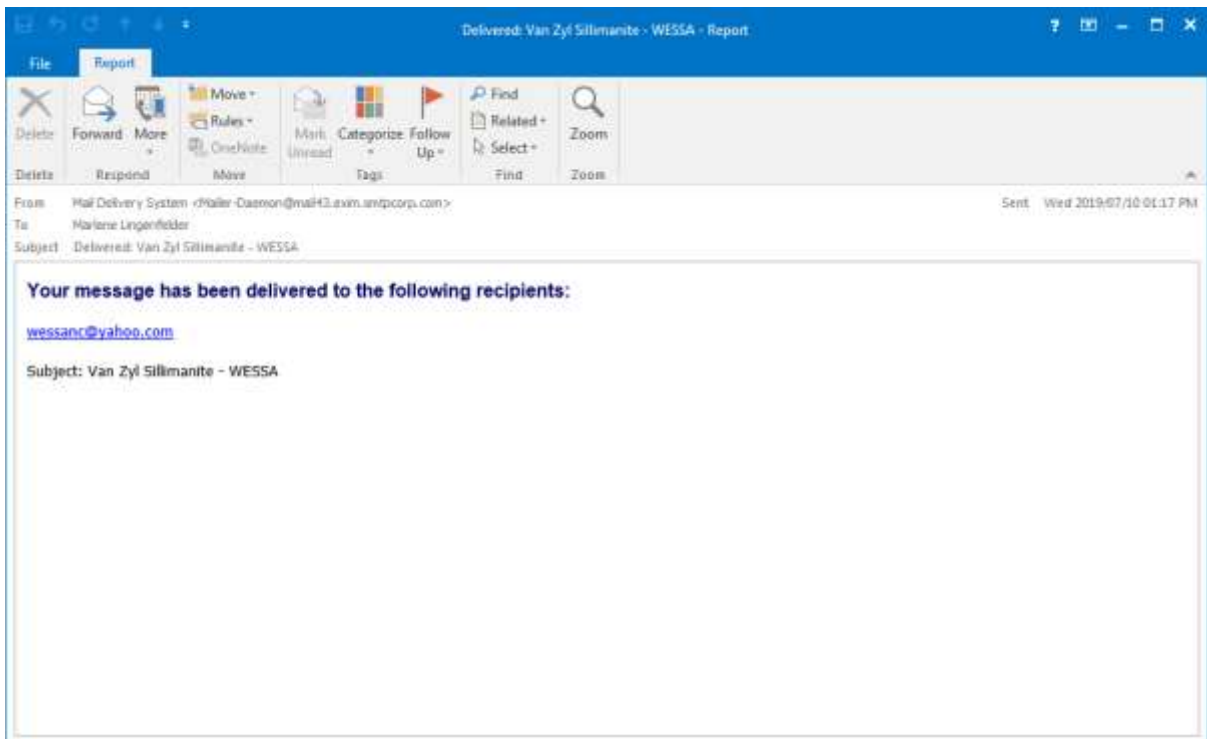 Delivered: Van Zyl Sillimanite - WESSA - Report
File Report
Delete
Forward
More
Move
Rules
OneNote
Mark Unread
Categorize
Follow Up
Find
Related
Select
Zoom
Delete Respond Move Tags Find Zoom
From Mail Delivery System <Mailer-Daemon@mail43.exim.smtpcorp.com> Sent Wed 2019/07/10 01:17 PM
To Marlene Lingenfelder
Subject Delivered: Van Zyl Sillimanite - WESSA
Your message has been delivered to the following recipients:
wessanc@yahoo.com
Subject: Van Zyl Sillimanite - WESSA